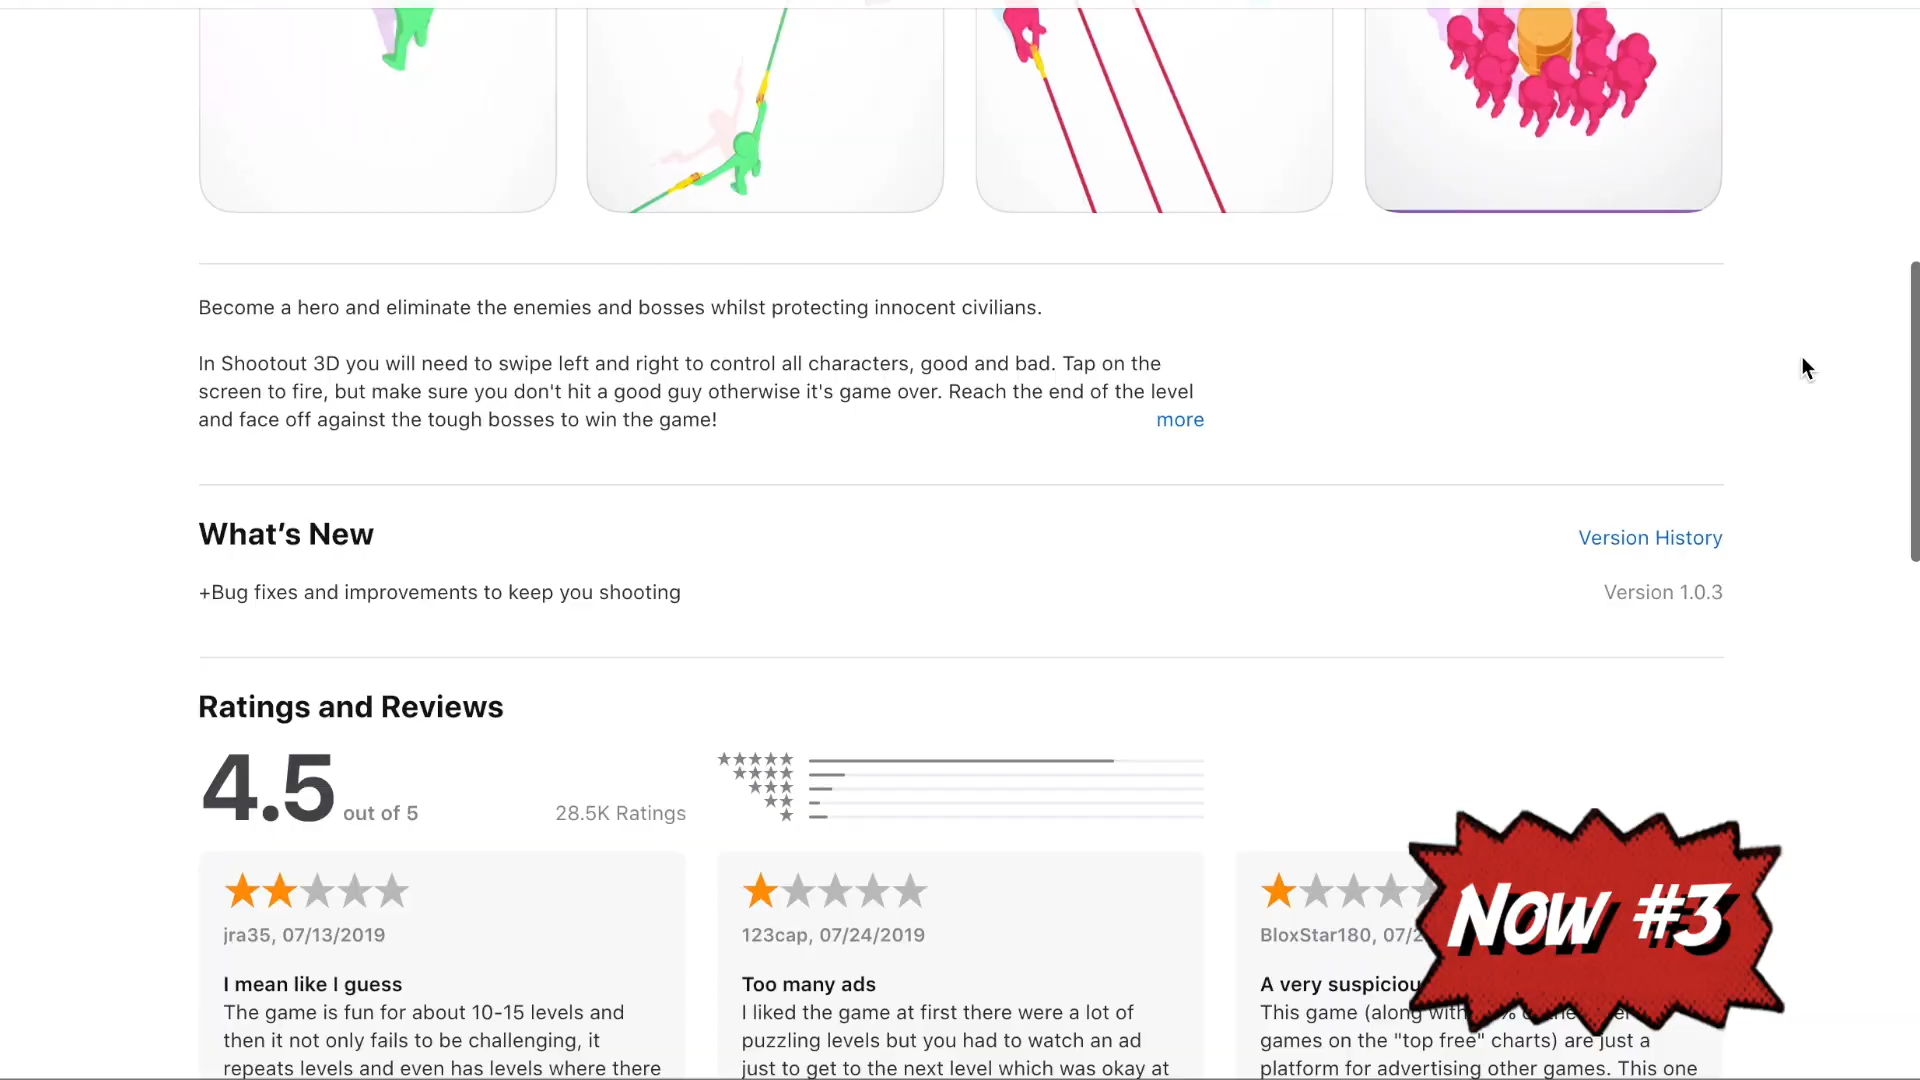 Become a hero and eliminate the enemies and bosses whilst protecting innocent civilians.
In Shootout 3D you will need to swipe left and right to control all characters, good and bad. Tap on the
screen to fire, but make sure you don't hit a good guy otherwise it's game over. Reach the end of the level
and face off against the tough bosses to win the game!
more
What's New
Version History
+Bug fixes and improvements to keep you shooting
Version 1.0.3
Ratings and Reviews
4.5 out of 5
28.5K Ratings
jra35, 07/13/2019
I mean like I guess
The game is fun for about 10-15 levels and
then it not only fails to be challenging, it
repeats levels and even has levels where there
123cap, 07/24/2019
Too many ads
I liked the game at first there were a lot of
puzzling levels but you had to watch an ad
just to get to the next level which was okay at
BloxStar180,
A very
This game (along with
games on the "top free" charts) are just a
platform for advertising other games. This one
NOW #3